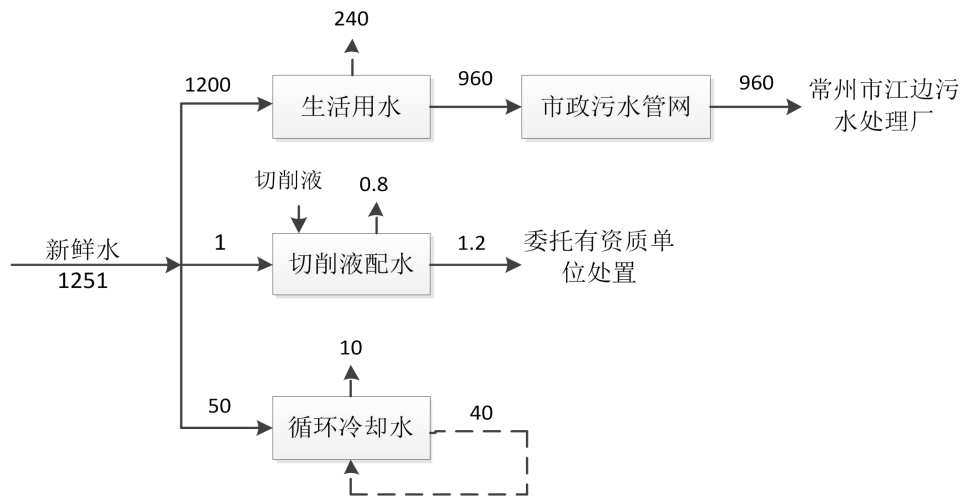 240
1200
生活用水
960
市政污水管网
960
常州市江边污
水处理厂
切削液
0.8
新鲜水
1251
1
切削液配水
1.2
委托有资质单
位处置
10
50
循环冷却水
40